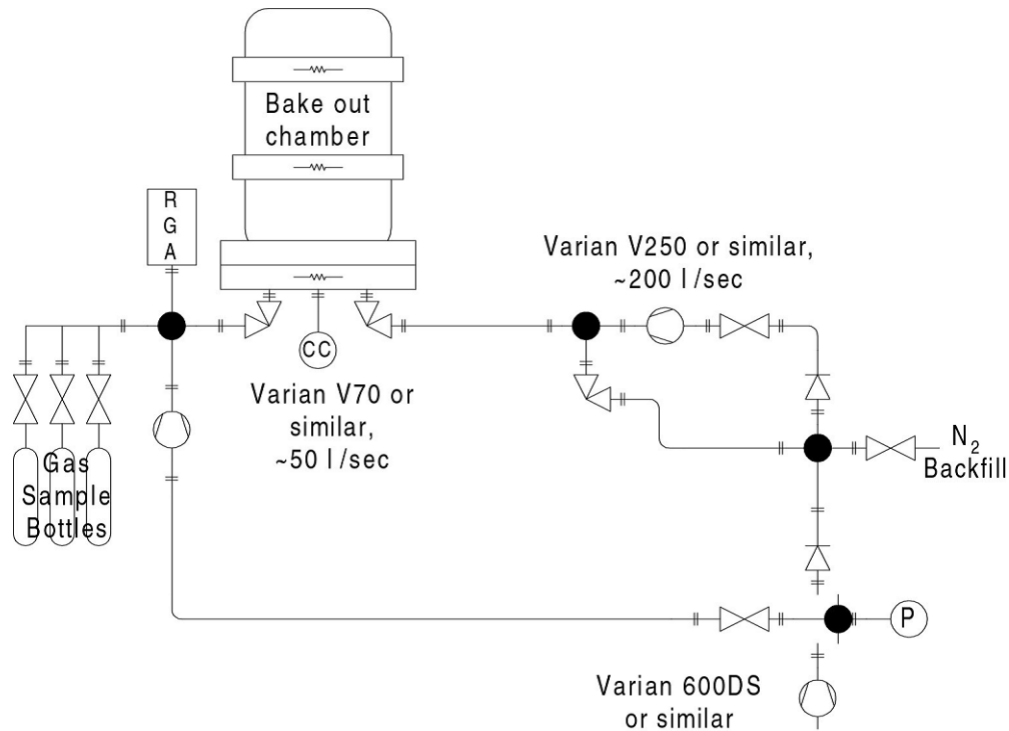 Bake out
chamber
R
G
A
Varian V250 or similar,
~200 l/sec
CC
Varian V70 or
similar,
~50 l/sec
N₂
Backfill
Gas
Sample
Bottles
P
Varian 600DS
or similar